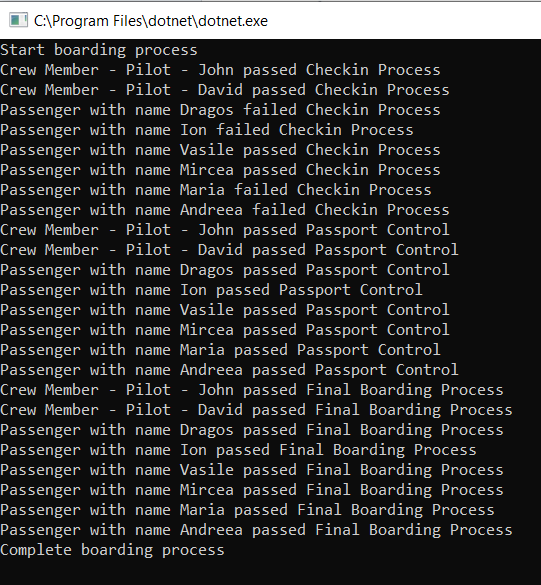 C:\Program Files\dotnet\dotnet.exe
Start boarding process
Crew Member - Pilot - John passed Checkin Process
Crew Member - Pilot - David passed Checkin Process
Passenger with name Dragos failed Checkin Process
Passenger with name Ion failed Checkin Process
Passenger with name Vasile passed Checkin Process
Passenger with name Mircea passed Checkin Process
Passenger with name Maria failed Checkin Process
Passenger with name Andreea failed Checkin Process
Crew Member - Pilot - John passed Passport Control
Crew Member - Pilot - David passed Passport Control
Passenger with name Dragos passed Passport Control
Passenger with name Ion passed Passport Control
Passenger with name Vasile passed Passport Control
Passenger with name Mircea passed Passport Control
Passenger with name Maria passed Passport Control
Passenger with name Andreea passed Passport Control
Crew Member - Pilot - John passed Final Boarding Process
Crew Member - Pilot - David passed Final Boarding Process
Passenger with name Dragos passed Final Boarding Process
Passenger with name Ion passed Final Boarding Process
Passenger with name Vasile passed Final Boarding Process
Passenger with name Mircea passed Final Boarding Process
Passenger with name Maria passed Final Boarding Process
Passenger with name Andreea passed Final Boarding Process
Complete boarding process